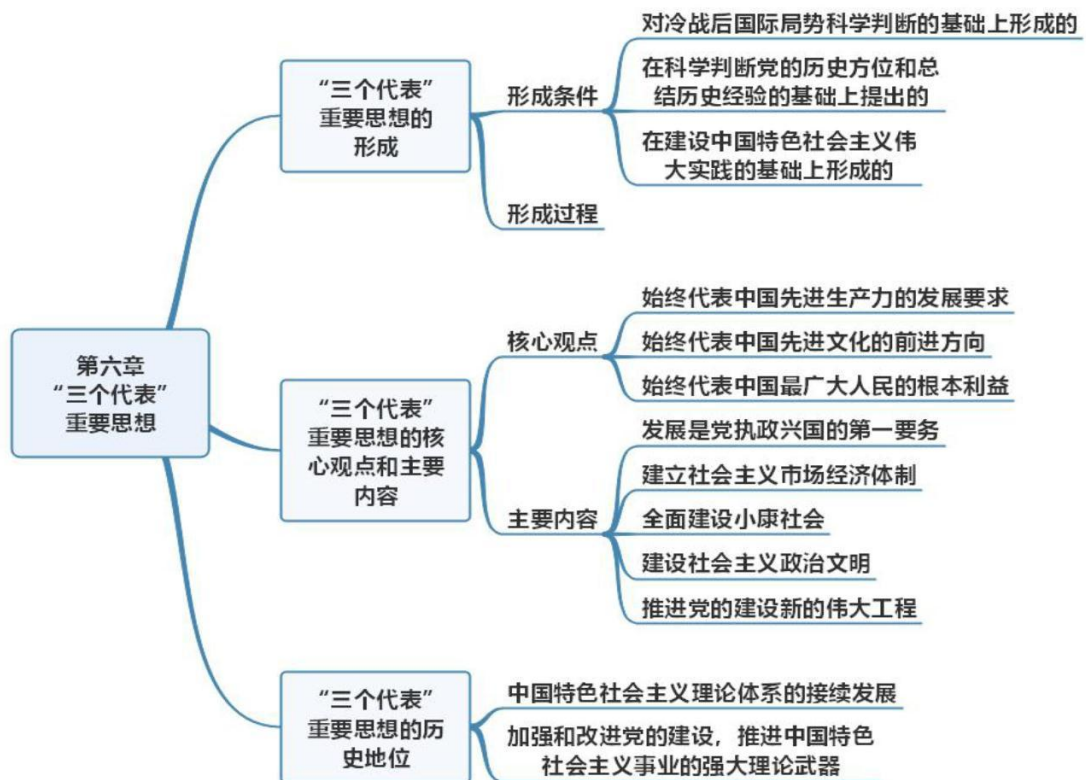 第六章
“三个代表”
重要思想
“三个代表”
重要思想的
形成
形成条件
对冷战后国际局势科学判断的基础上形成的
在科学判断党的历史方位和总
结历史经验的基础上提出的
在建设中国特色社会主义伟
大实践的基础上形成的
形成过程
“三个代表”
重要思想的核
心观点和主要
内容
核心观点
始终代表中国先进生产力的发展要求
始终代表中国先进文化的前进方向
始终代表中国最广大人民的根本利益
主要内容
发展是党执政兴国的第一要务
建立社会主义市场经济体制
全面建设小康社会
建设社会主义政治文明
推进党的建设新的伟大工程
“三个代表”
重要思想的历
史地位
中国特色社会主义理论体系的接续发展
加强和改进党的建设，推进中国特色
社会主义事业的强大理论武器